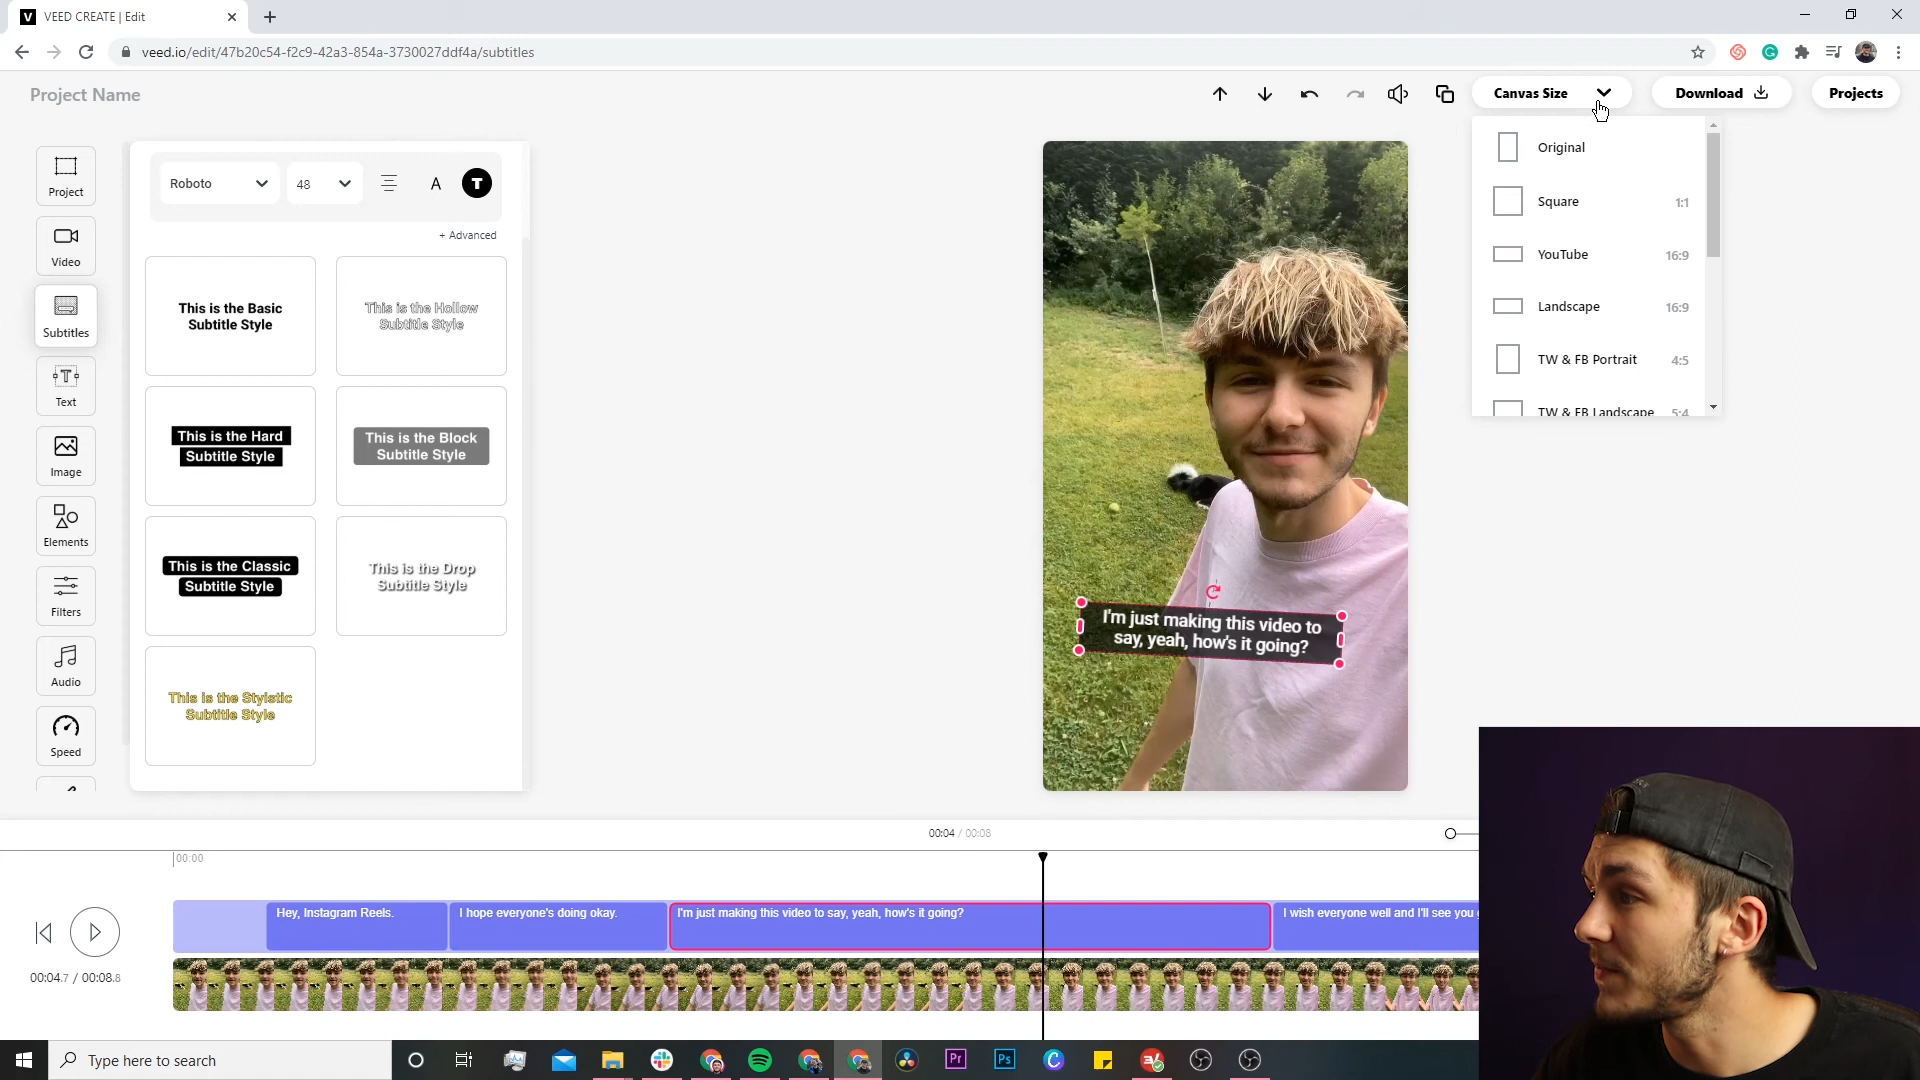 VEED CREATE | Edit
veed.io/edit/47b20c54-f2c9-42a3-854a-3730027ddf4a/subtitles
Project Name
Canvas Size
Download
Projects
Project
Video
Subtitles
Text
Image
Elements
Filters
Audio
Speed
Roboto
48
A
T
+ Advanced
This is the Basic
Subtitle Style
This is the Hollow
Subtitle Style
This is the Hard
Subtitle Style
This is the Block
Subtitle Style
This is the Classic
Subtitle Style
This is the Drop
Subtitle Style
This is the Stylstic
Subtitle Style
I'm just making this video to
say, yeah, how's it going?
Original
Square 1:1
YouTube 16:9
Landscape 16:9
TW & FB Portrait 4:5
TW & FB Landscape 5:4
00:04 / 00:08
00:00
Hey, Instagram Reels.
I hope everyone's doing okay.
I'm just making this video to say, yeah, how's it going?
I wish everyone well and I'll see you
00:04.7 / 00:08.8
Type here to search
Pr
Ps